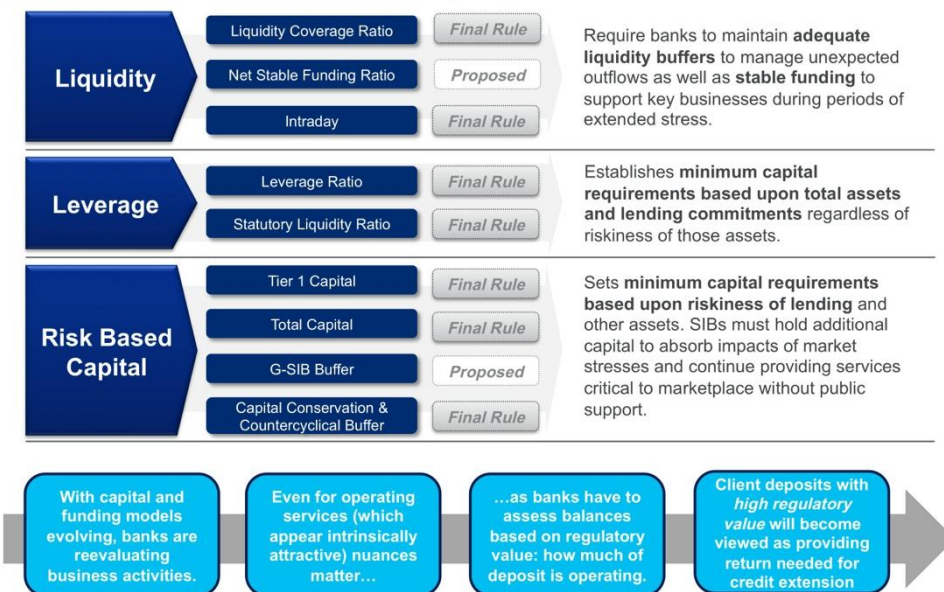 Liquidity
Liquidity Coverage Ratio
Final Rule
Net Stable Funding Ratio
Proposed
Intraday
Final Rule
Require banks to maintain adequate
liquidity buffers to manage unexpected
outflows as well as stable funding to
support key businesses during periods of
extended stress.
Leverage
Leverage Ratio
Final Rule
Statutory Liquidity Ratio
Final Rule
Establishes minimum capital
requirements based upon total assets
and lending commitments regardless of
riskiness of those assets.
Risk Based
Capital
Tier 1 Capital
Final Rule
Total Capital
Final Rule
G-SIB Buffer
Proposed
Capital Conservation &
Countercyclical Buffer
Final Rule
Sets minimum capital requirements
based upon riskiness of lending and
other assets. SIBs must hold additional
capital to absorb impacts of market
stresses and continue providing services
critical to marketplace without public
support.
With capital and
funding models
evolving, banks are
reevaluating
business activities.
Even for operating
services (which
appear intrinsically
attractive) nuances
matter…
…as banks have to
assess balances
based on regulatory
value: how much of
deposit is operating.
Client deposits with
high regulatory
value will become
viewed as providing
return needed for
credit extension